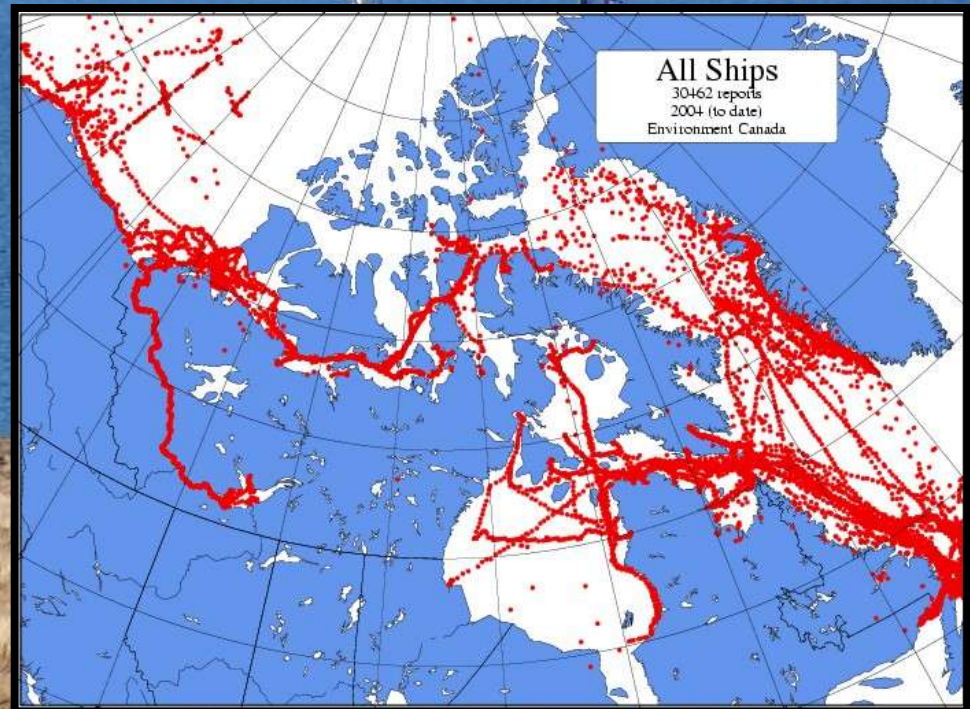 All Ships
30462 reports
2004 (to date)
Environment Canada